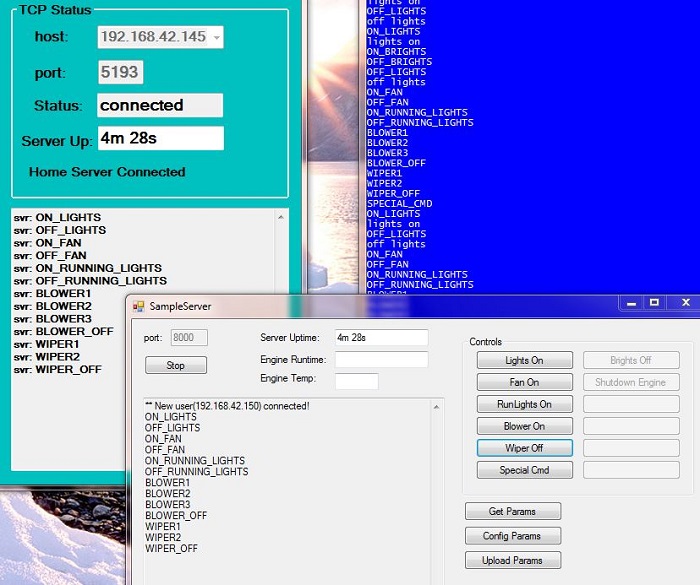 TCP Status
host: 192.168.42.145
port: 5193
Status: connected
Server Up: 4m 28s
Home Server Connected
svr: ON_LIGHTS
svr: OFF_LIGHTS
svr: ON_FAN
svr: OFF_FAN
svr: ON_RUNNING_LIGHTS
svr: OFF_RUNNING_LIGHTS
svr: BLOWER1
svr: BLOWER2
svr: BLOWER3
svr: BLOWER_OFF
svr: WIPER1
svr: WIPER2
svr: WIPER_OFF
lights on
OFF_LIGHTS
off lights
ON_LIGHTS
lights on
ON_BRIGHTS
OFF_BRIGHTS
OFF_LIGHTS
off lights
ON_FAN
OFF_FAN
ON_RUNNING_LIGHTS
OFF_RUNNING_LIGHTS
BLOWER1
BLOWER2
BLOWER3
BLOWER_OFF
WIPER1
WIPER2
WIPER_OFF
SPECIAL_CMD
ON_LIGHTS
lights on
OFF_LIGHTS
off lights
ON_FAN
OFF_FAN
ON_RUNNING_LIGHTS
OFF_RUNNING_LIGHTS
BLOWER1
SampleServer
port: 8000
Server Uptime: 4m 28s
Stop
Engine Runtime:
Engine Temp:
** New user(192.168.42.150) connected!
ON_LIGHTS
OFF_LIGHTS
ON_FAN
OFF_FAN
ON_RUNNING_LIGHTS
OFF_RUNNING_LIGHTS
BLOWER1
BLOWER2
BLOWER3
BLOWER_OFF
WIPER1
WIPER2
WIPER_OFF
Controls
Lights On Brights Off
Fan On Shutdown Engine
RunLights On
Blower On
Wiper Off
Special Cmd
Get Params
Config Params
Upload Params